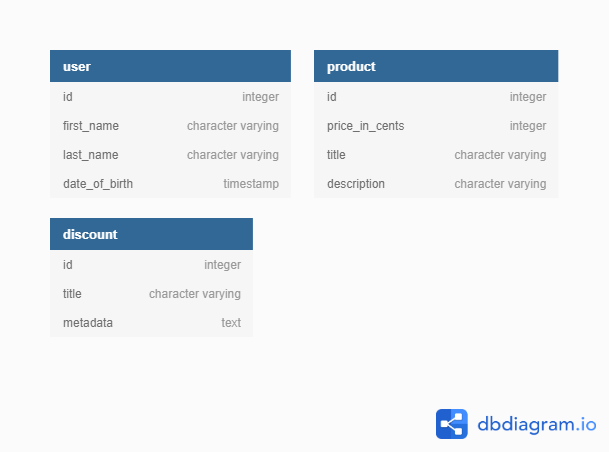 user
id integer
first_name character varying
last_name character varying
date_of_birth timestamp
product
id integer
price_in_cents integer
title character varying
description character varying
discount
id integer
title character varying
metadata text
dbdiagram.io